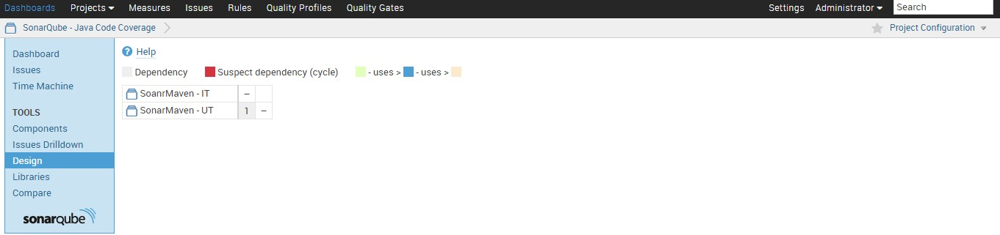 Dashboards Projects Measures Issues Rules Quality Profiles Quality Gates Settings Administrator Search
SonarQube - Java Code Coverage Project Configuration
Dashboard
Issues
Time Machine
TOOLS
Components
Issues Drilldown
Design
Libraries
Compare
sonarqube
? Help
Dependency Suspect dependency (cycle) - uses > - uses >
SoanrMaven - IT –
SonarMaven - UT 1 –